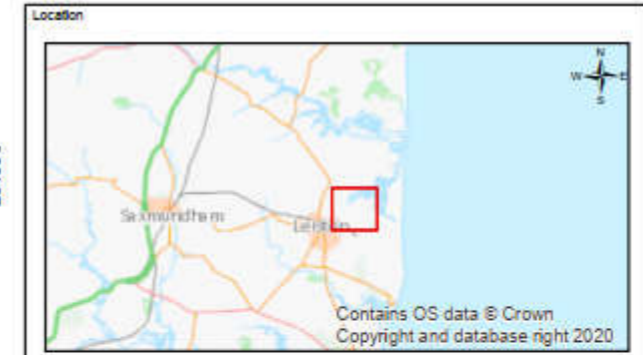 Location
N
W E
S
Saxmundham
Leiston
Contains OS data © Crown
Copyright and database right 2020